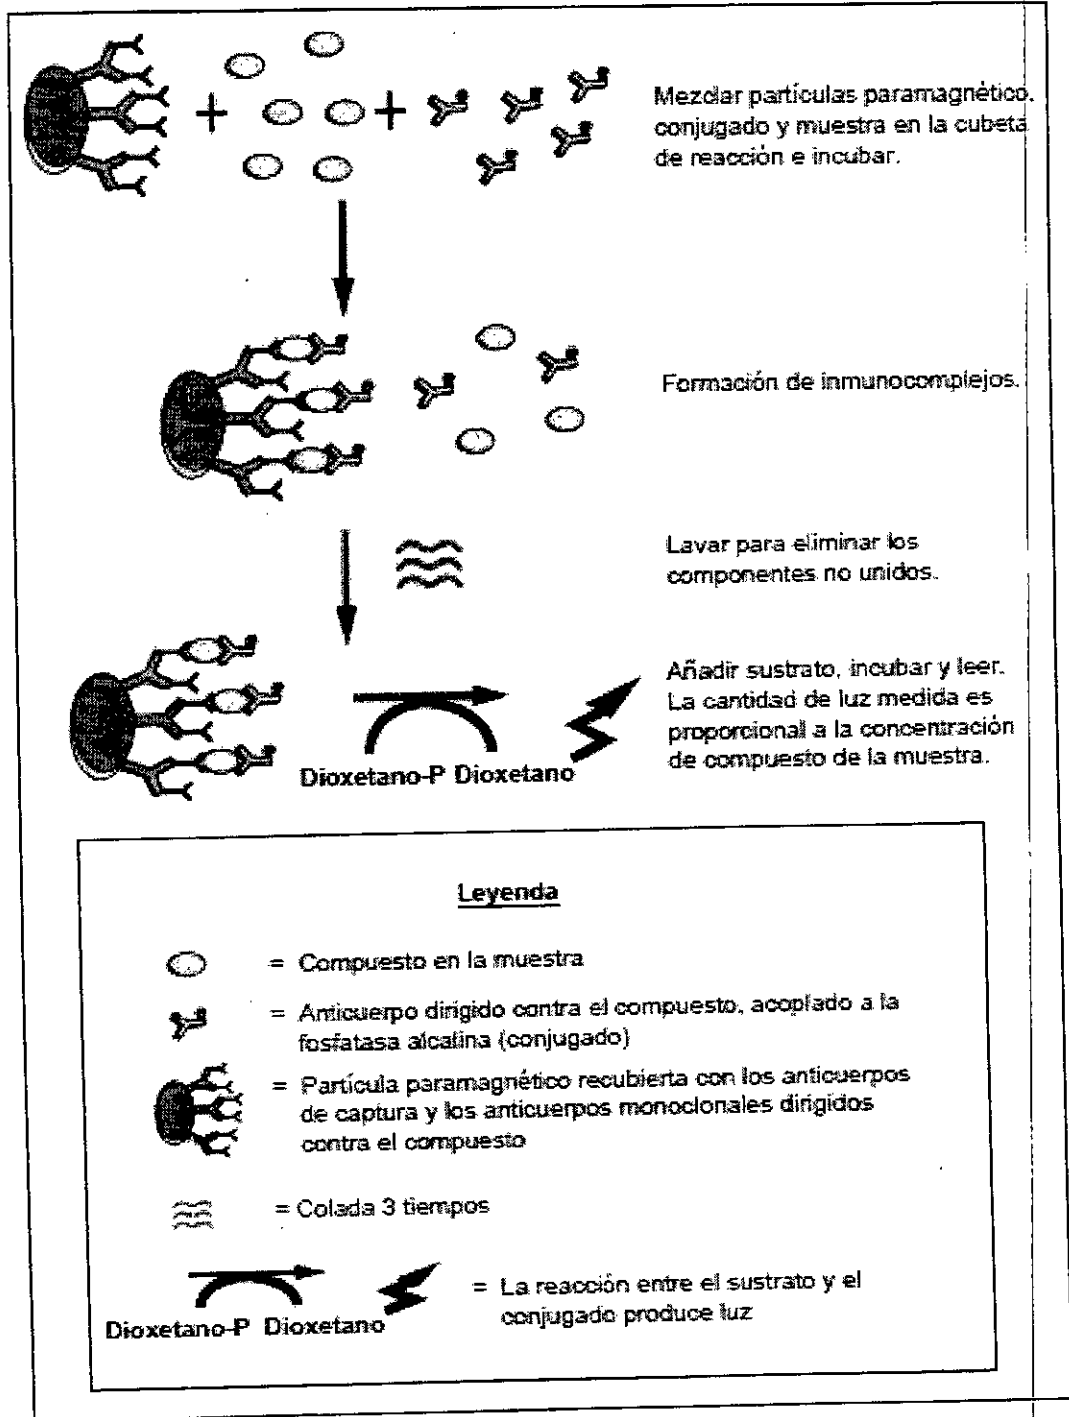 Mezclar partículas paramagnético,
conjugado y muestra en la cubeta
de reacción e incubar.
Formación de inmunocomplejos.
Lavar para eliminar los
componentes no unidos.
Añadir sustrato, incubar y leer.
La cantidad de luz medida es
proporcional a la concentración
de compuesto de la muestra.
Dioxetano-P Dioxetano
Leyenda
= Compuesto en la muestra
= Anticuerpo dirigido contra el compuesto, acoplado a la
fosfatasa alcalina (conjugado)
= Partícula paramagnético recubierta con los anticuerpos
de captura y los anticuerpos monoclonales dirigidos
contra el compuesto
= Colada 3 tiempos
= La reacción entre el sustrato y el
conjugado produce luz
Dioxetano-P Dioxetano